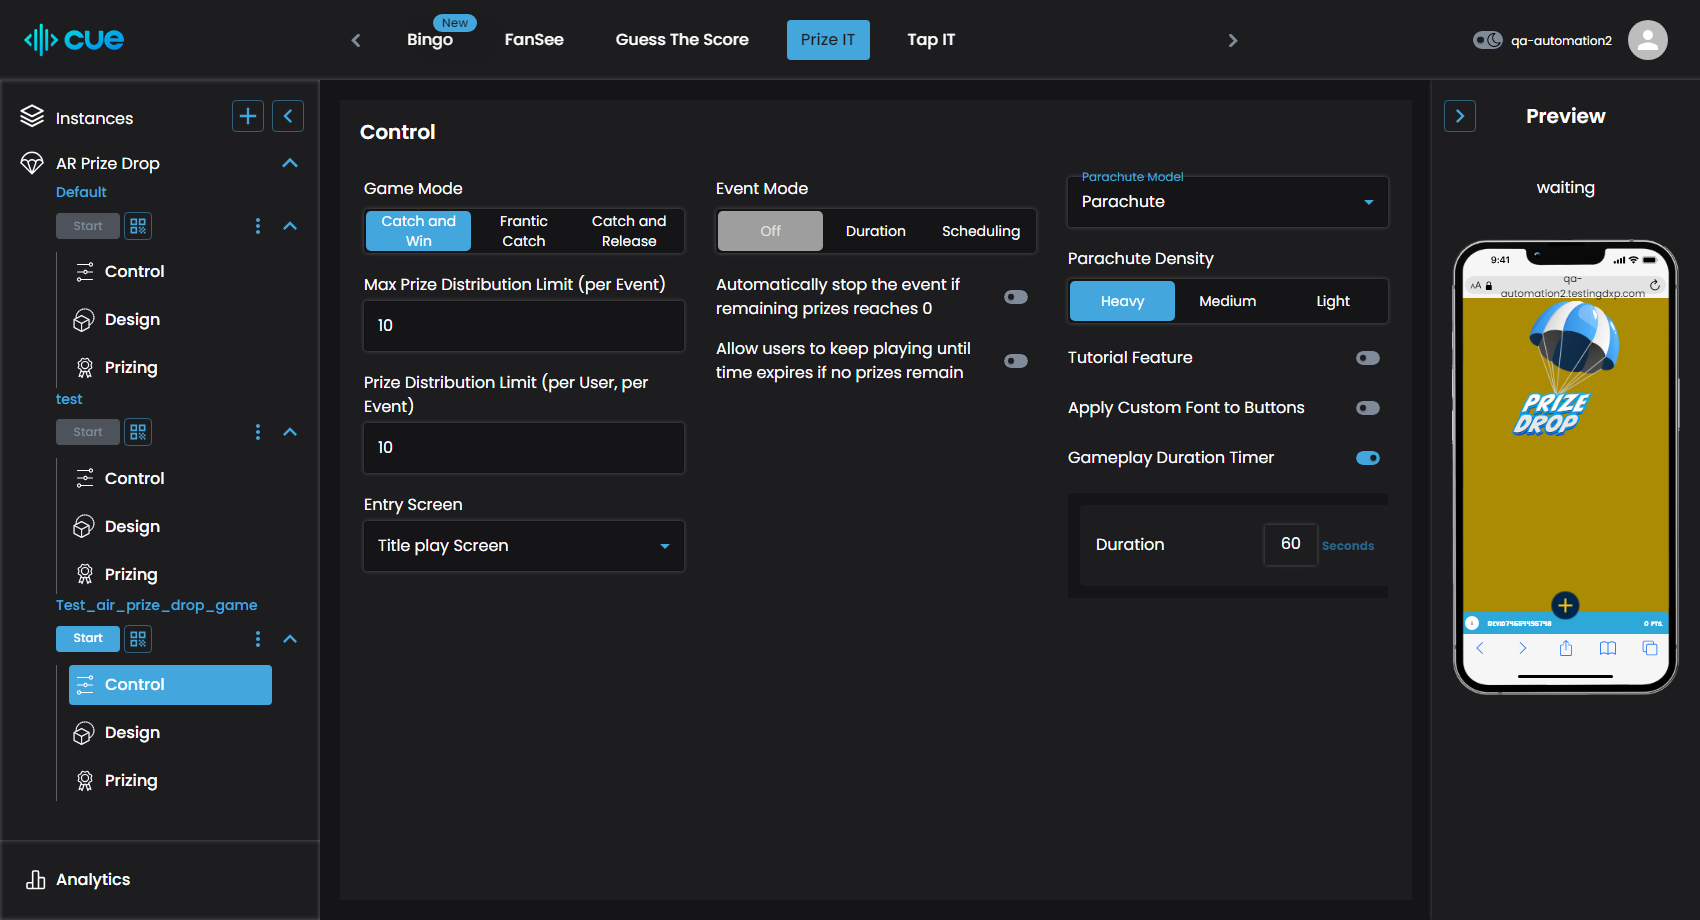 cue
New
Bingo
FanSee
Guess The Score
Prize IT
Tap IT
qa-automation2
Instances
AR Prize Drop
Default
Start
Control
Design
Prizing
test
Start
Control
Design
Prizing
Test_air_prize_drop_game
Start
Control
Design
Prizing
Analytics
Control
Game Mode
Catch and
Win
Frantic
Catch
Catch and
Release
Max Prize Distribution Limit (per Event)
10
Prize Distribution Limit (per User, per
Event)
10
Entry Screen
Title play Screen
Event Mode
Off
Duration
Scheduling
Automatically stop the event if
remaining prizes reaches 0
Allow users to keep playing until
time expires if no prizes remain
Parachute Model
Parachute
Parachute Density
Heavy
Medium
Light
Tutorial Feature
Apply Custom Font to Buttons
Gameplay Duration Timer
Duration
60
Seconds
Preview
waiting
9:41
AA
qa-
automation2.testingdxp.com
PRIZE
DROP
0 PTS.